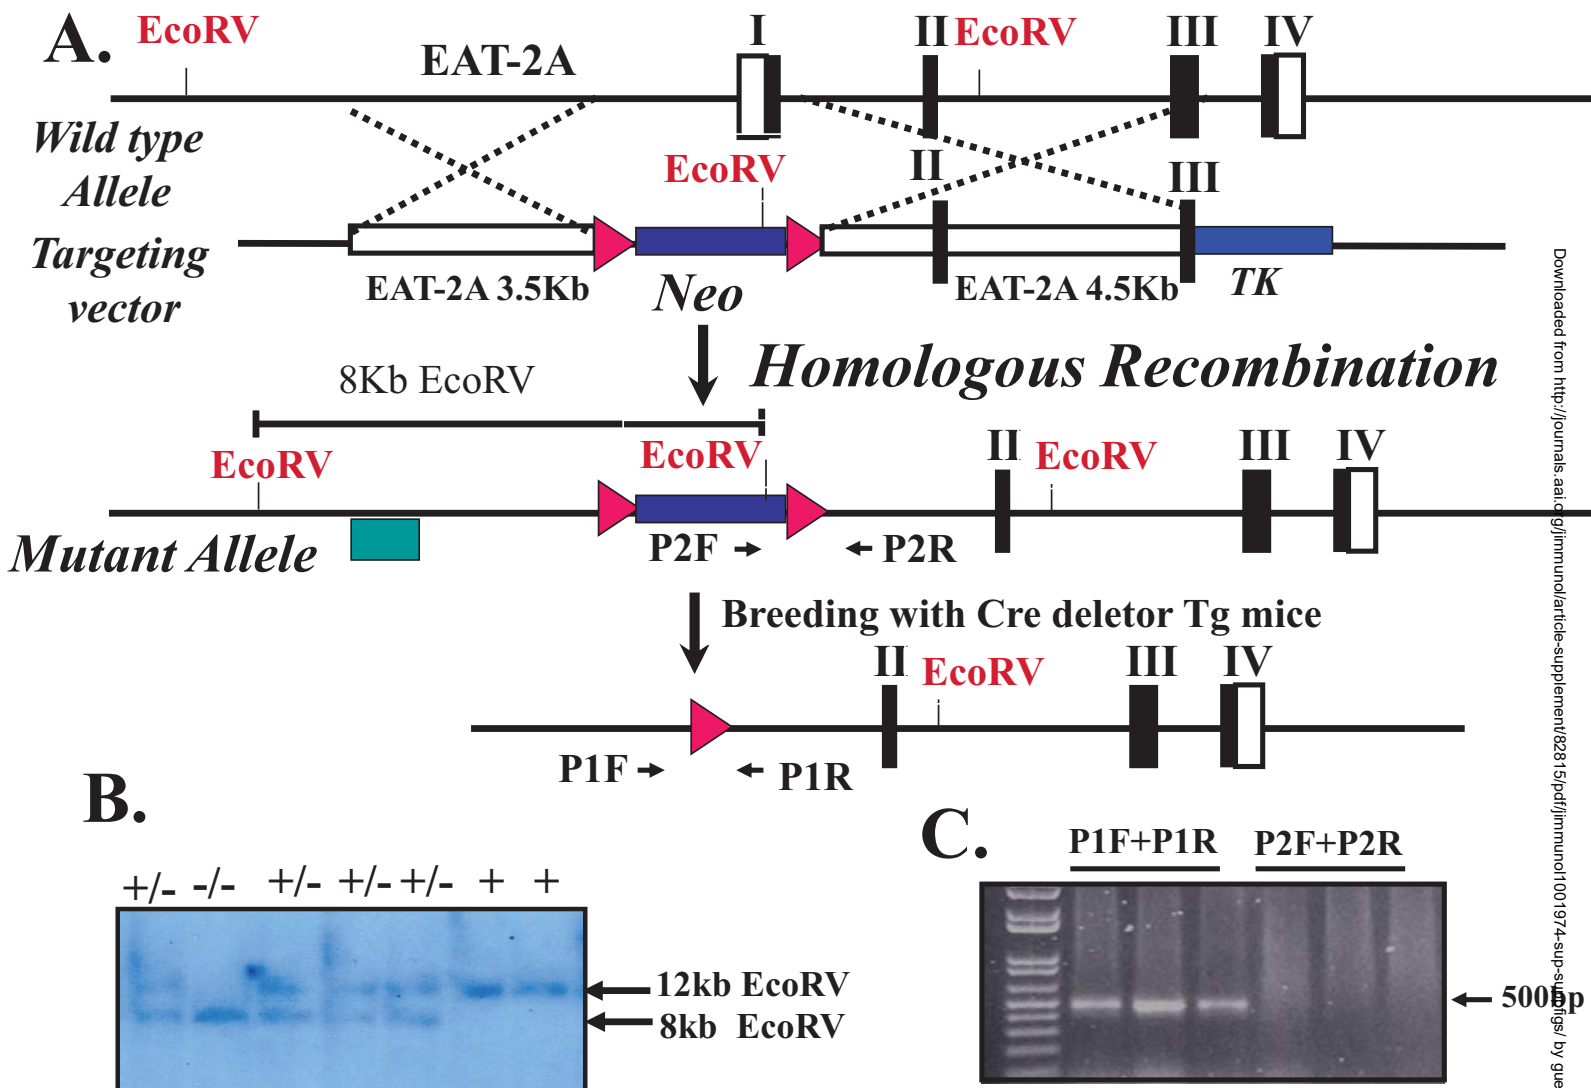 A.
EcoRV
EAT-2A
I
II
EcoRV
III
IV
Wild type
Allele
EcoRV
II
III
Targeting
vector
EAT-2A 3.5Kb
Neo
EAT-2A 4.5Kb
TK
Homologous Recombination
8Kb EcoRV
EcoRV
EcoRV
II
EcoRV
III
IV
Mutant Allele
P2F
P2R
Breeding with Cre deletor Tg mice
II
EcoRV
III
IV
P1F
P1R
B.
+/- -/- +/- +/- +/- + +
12kb EcoRV
8kb EcoRV
C.
P1F+P1R
P2F+P2R
500bp
Downloaded from http://journals.aai.org/jimmunol/article-supplement/82815/pdf/jimmunol1001974-sup-sup_figs/ by gue